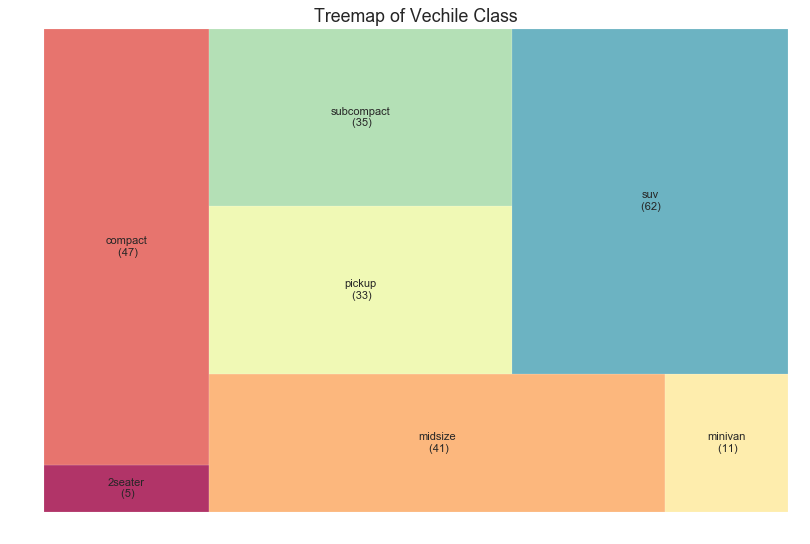 Treemap of Vechile Class
subcompact
(35)
suv
(62)
compact
(47)
pickup
(33)
midsize
(41)
minivan
(11)
2seater
(5)